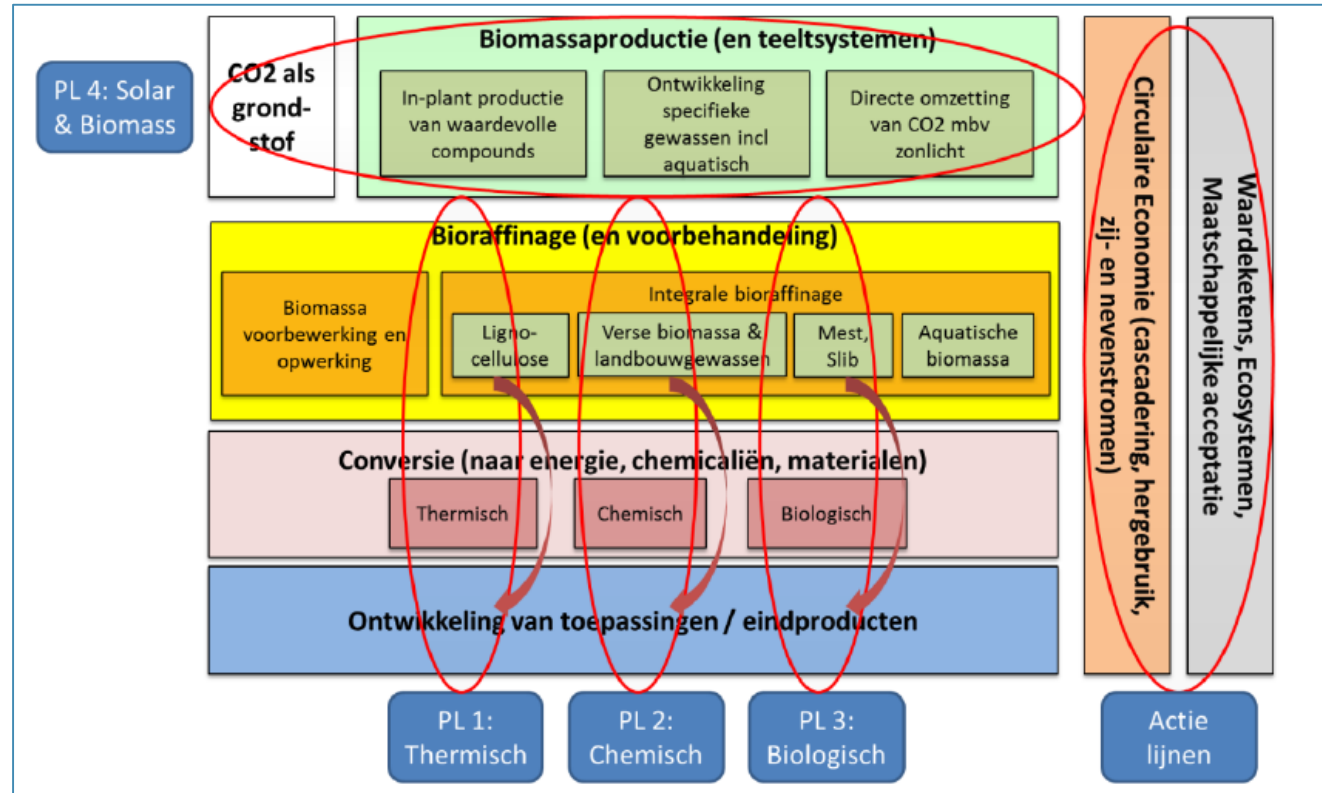 PL 4: Solar
& Biomass
CO2 als
grond-
stof
Biomassaproductie (en teeltsystemen)
In-plant productie
van waardevolle
compounds
Ontwikkeling
specifieke
gewassen incl
aquatisch
Directe omzetting
van CO2 mbv
zonlicht
Bioraffinage (en voorbehandeling)
Biomassa
voorbewerking en
opwerking
Integrale bioraffinage
Ligno-
cellulose
Verse biomassa &
landbouwgewassen
Mest,
Slib
Aquatische
biomassa
Conversie (naar energie, chemicaliën, materialen)
Thermisch
Chemisch
Biologisch
Ontwikkeling van toepassingen / eindproducten
Circulaire Economie (cascadering, hergebruik,
zij- en nevenstromen)
Waardeketens, Ecosystemen,
Maatschappelijke acceptatie
PL 1:
Thermisch
PL 2:
Chemisch
PL 3:
Biologisch
Actie
lijnen